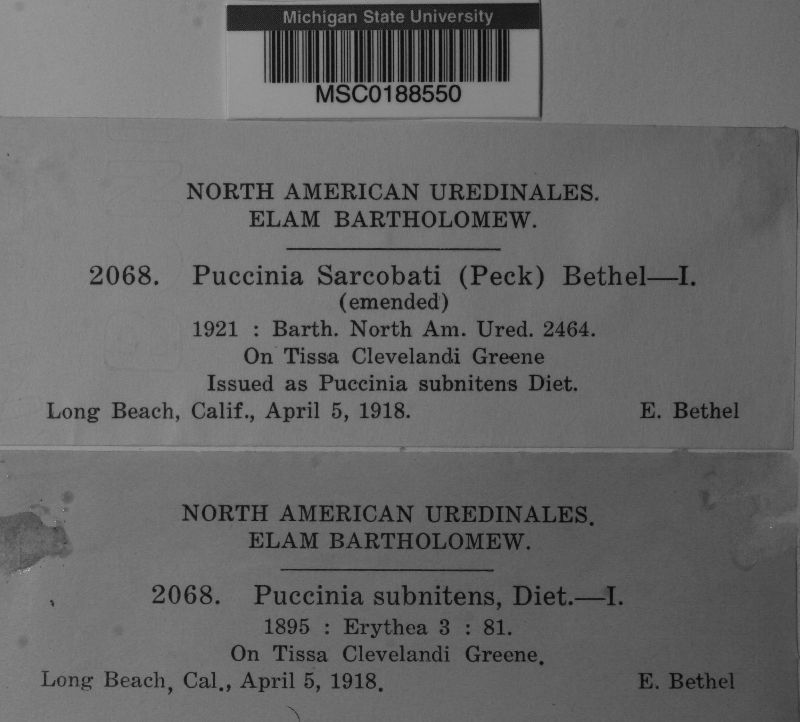 Michigan State University
MSC0188550
NORTH AMERICAN UREDINALES.
ELAM BARTHOLOMEW.
2068. Puccinia Sarcobati (Peck) Bethel—I.
(emended)
1921 : Barth. North Am. Ured. 2464.
On Tissa Clevelandi Greene
Issued as Puccinia subnitens Diet.
Long Beach, Calif., April 5, 1918. E. Bethel
NORTH AMERICAN UREDINALES.
ELAM BARTHOLOMEW.
2068. Puccinia subnitens, Diet.—I.
1895 : Erythea 3 : 81.
On Tissa Clevelandi Greene.
Long Beach, Cal., April 5, 1918. E. Bethel